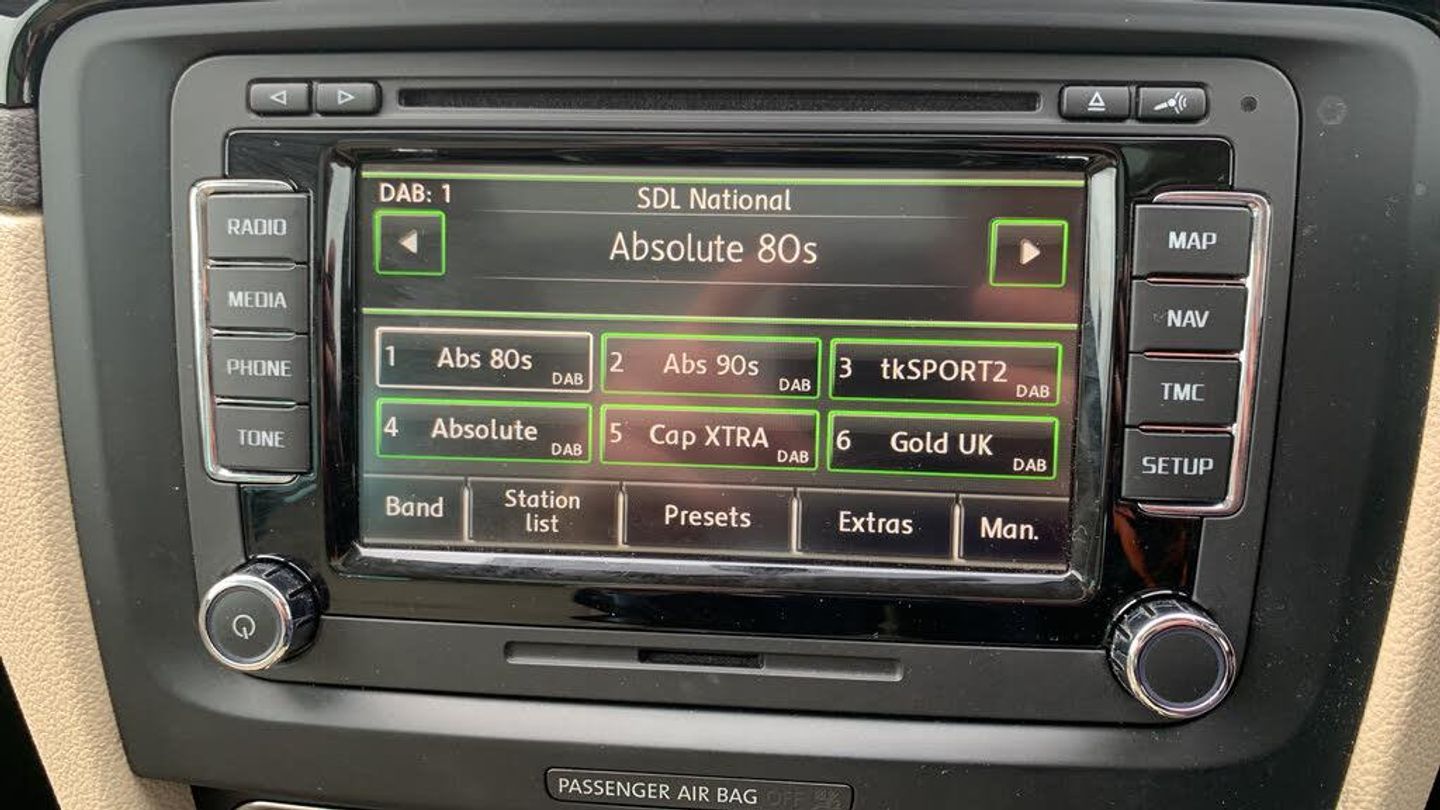 DAB: 1
SDL National
Absolute 80s
RADIO
MEDIA
PHONE
TONE
MAP
NAV
TMC
SETUP
1 Abs 80s DAB
2 Abs 90s DAB
3 tkSPORT2 DAB
4 Absolute DAB
5 Cap XTRA DAB
6 Gold UK DAB
Band
Station
list
Presets
Extras
Man.
PASSENGER AIR BAG OFF